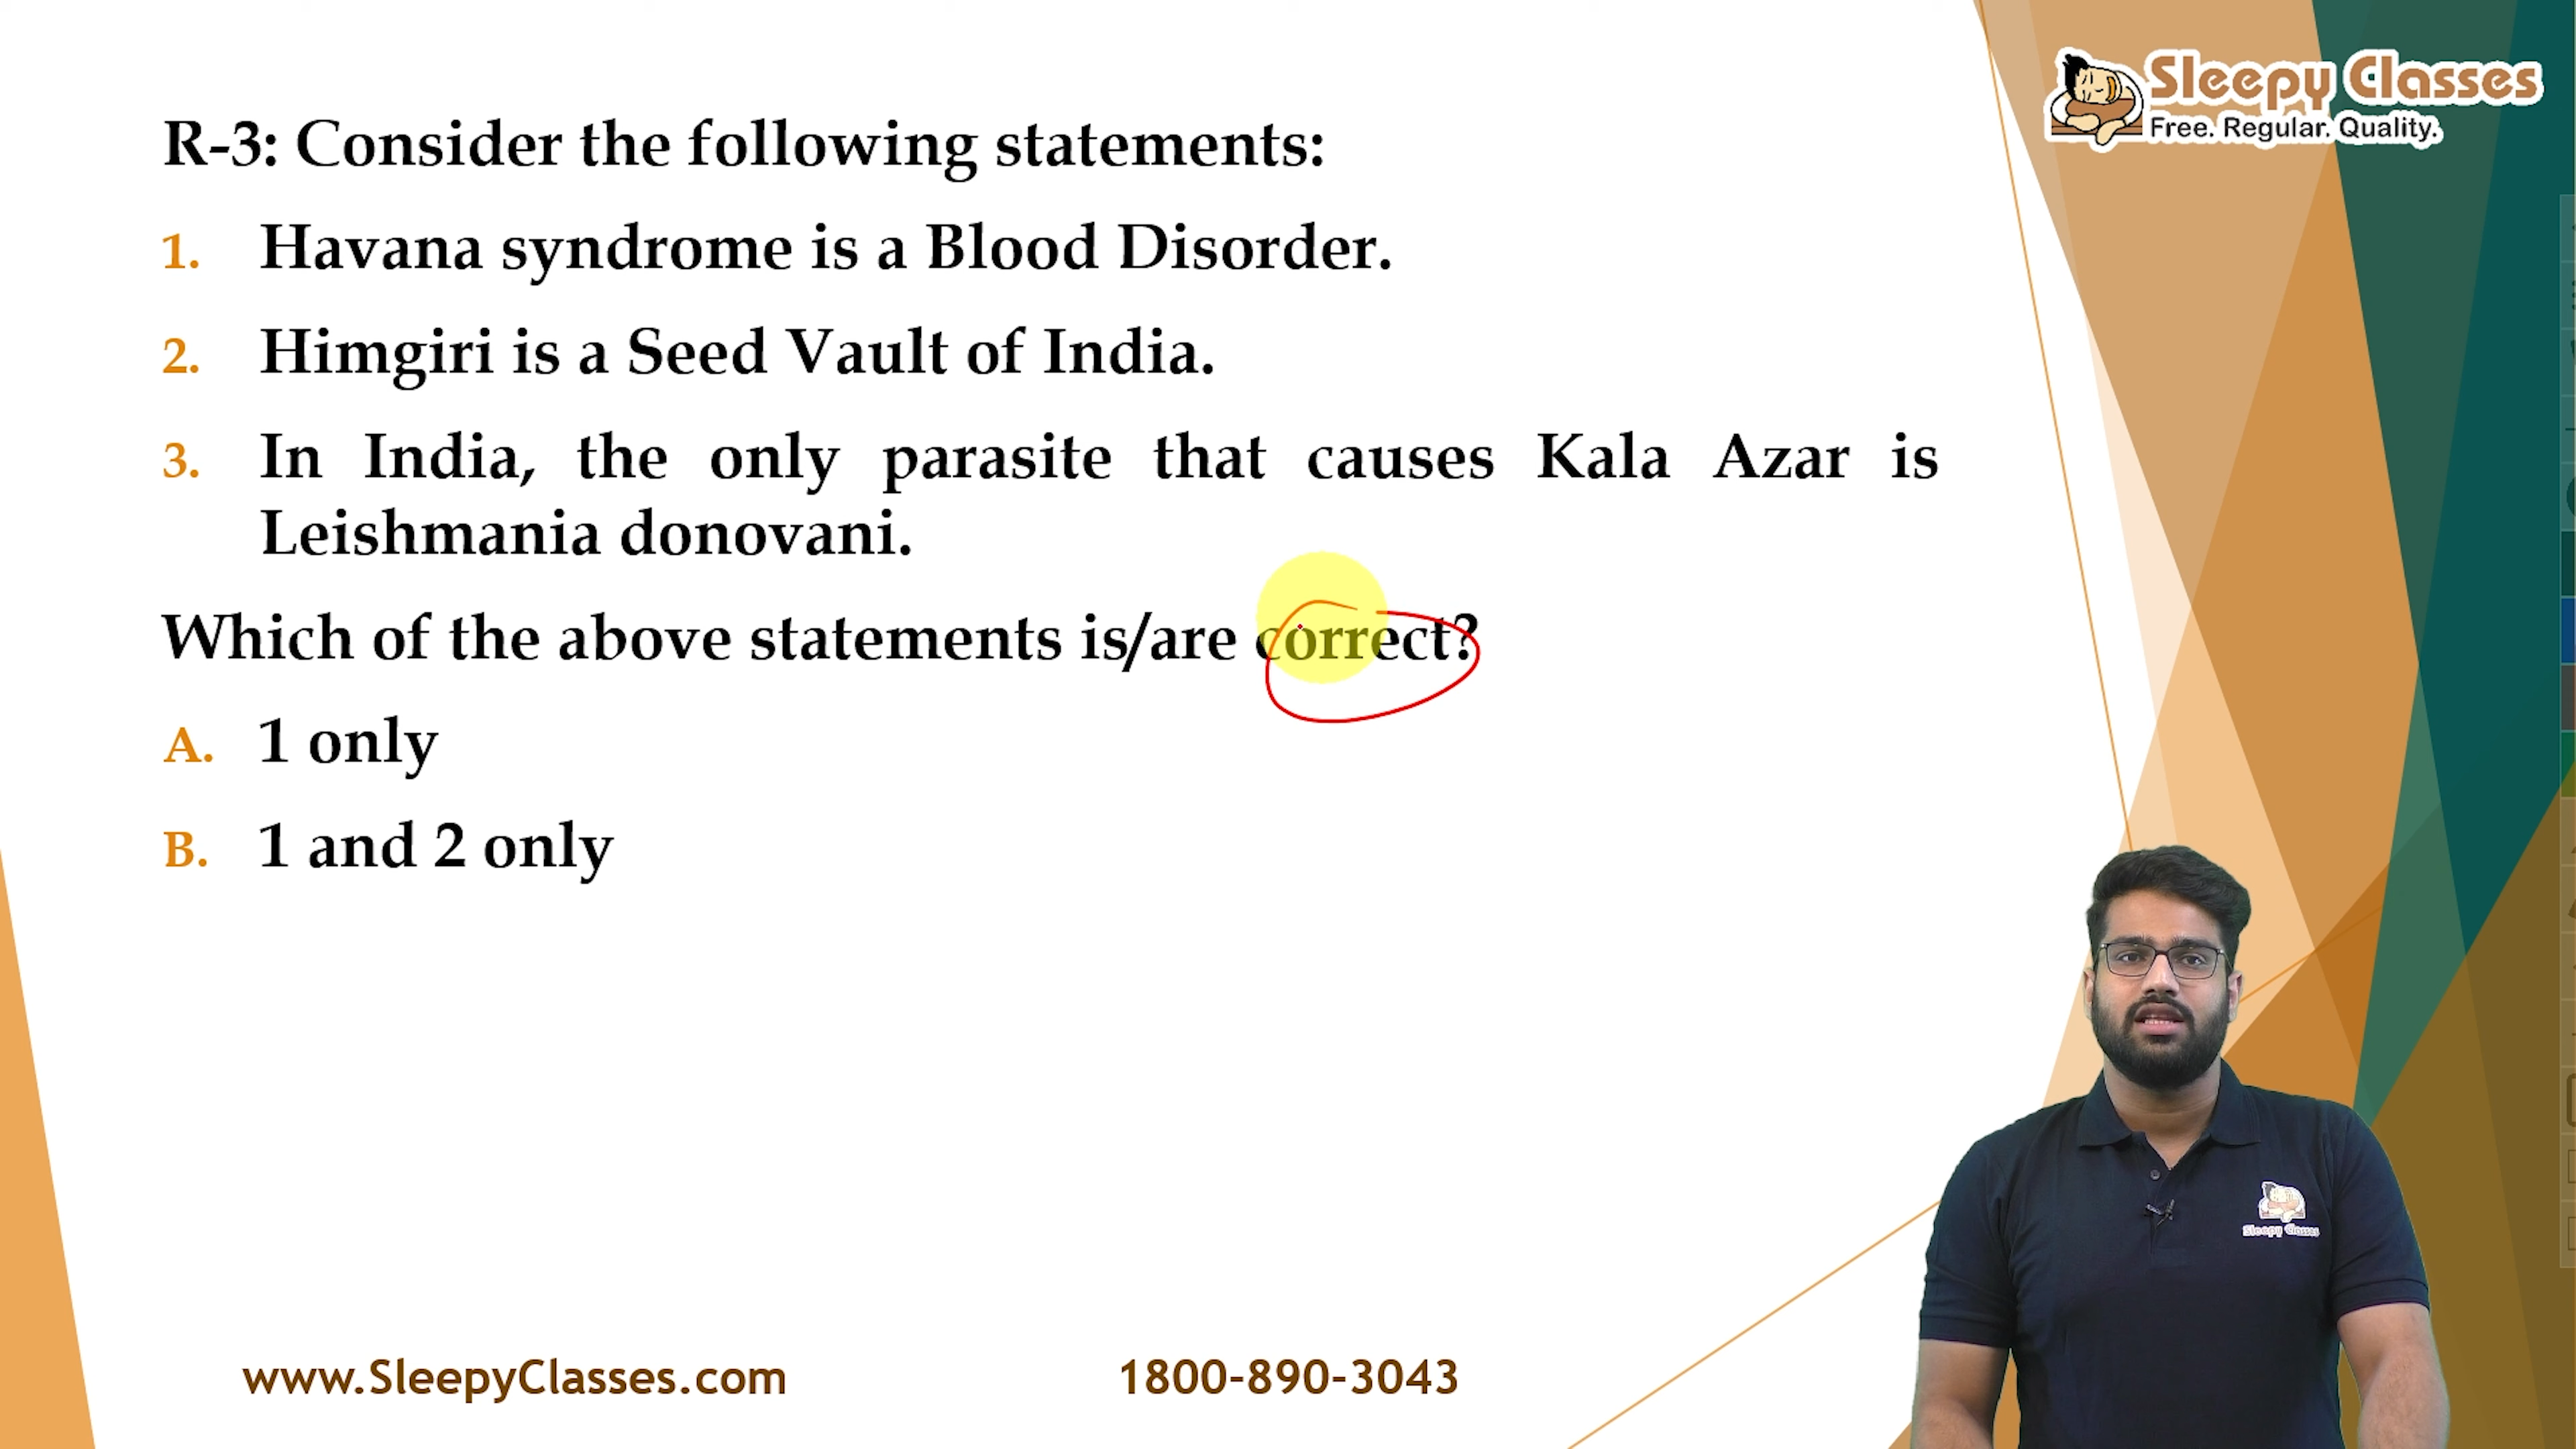 Sleepy Classes
Free. Regular. Quality.
R-3: Consider the following statements:
1. Havana syndrome is a Blood Disorder.
2. Himgiri is a Seed Vault of India.
3. In India, the only parasite that causes Kala Azar is
Leishmania donovani.
Which of the above statements is/are correct?
A. 1 only
B. 1 and 2 only
Sleepy Classes
www.SleepyClasses.com 1800-890-3043